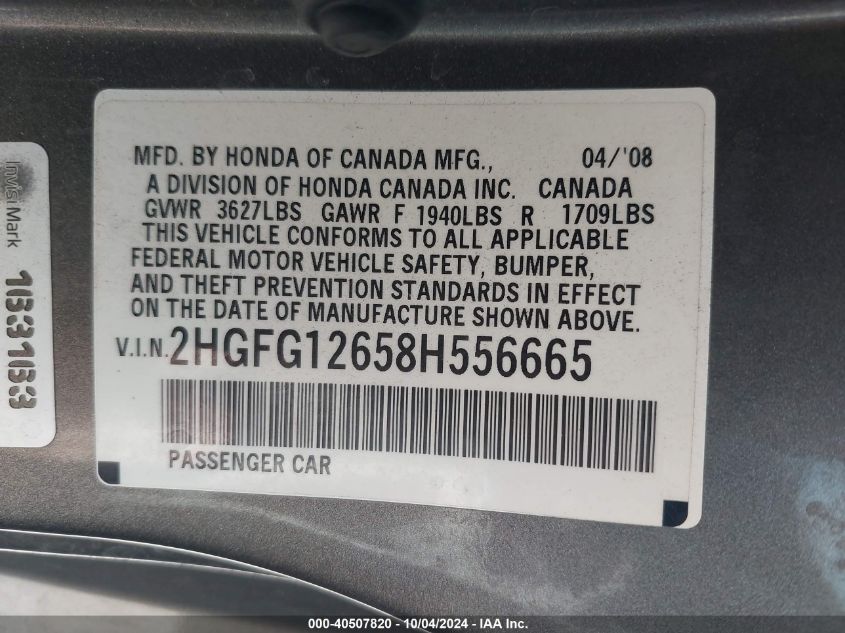 MFD. BY HONDA OF CANADA MFG., 04/'08
A DIVISION OF HONDA CANADA INC. CANADA
GVWR 3627LBS GAWR F 1940LBS R 1709LBS
THIS VEHICLE CONFORMS TO ALL APPLICABLE
FEDERAL MOTOR VEHICLE SAFETY, BUMPER,
AND THEFT PREVENTION STANDARDS IN EFFECT
ON THE DATE OF MANUFACTURE SHOWN ABOVE.
V.I.N. 2HGFG12658H556665
PASSENGER CAR
InvisiMark
1B31B3
000-40507820 - 10/04/2024 - IAA Inc.